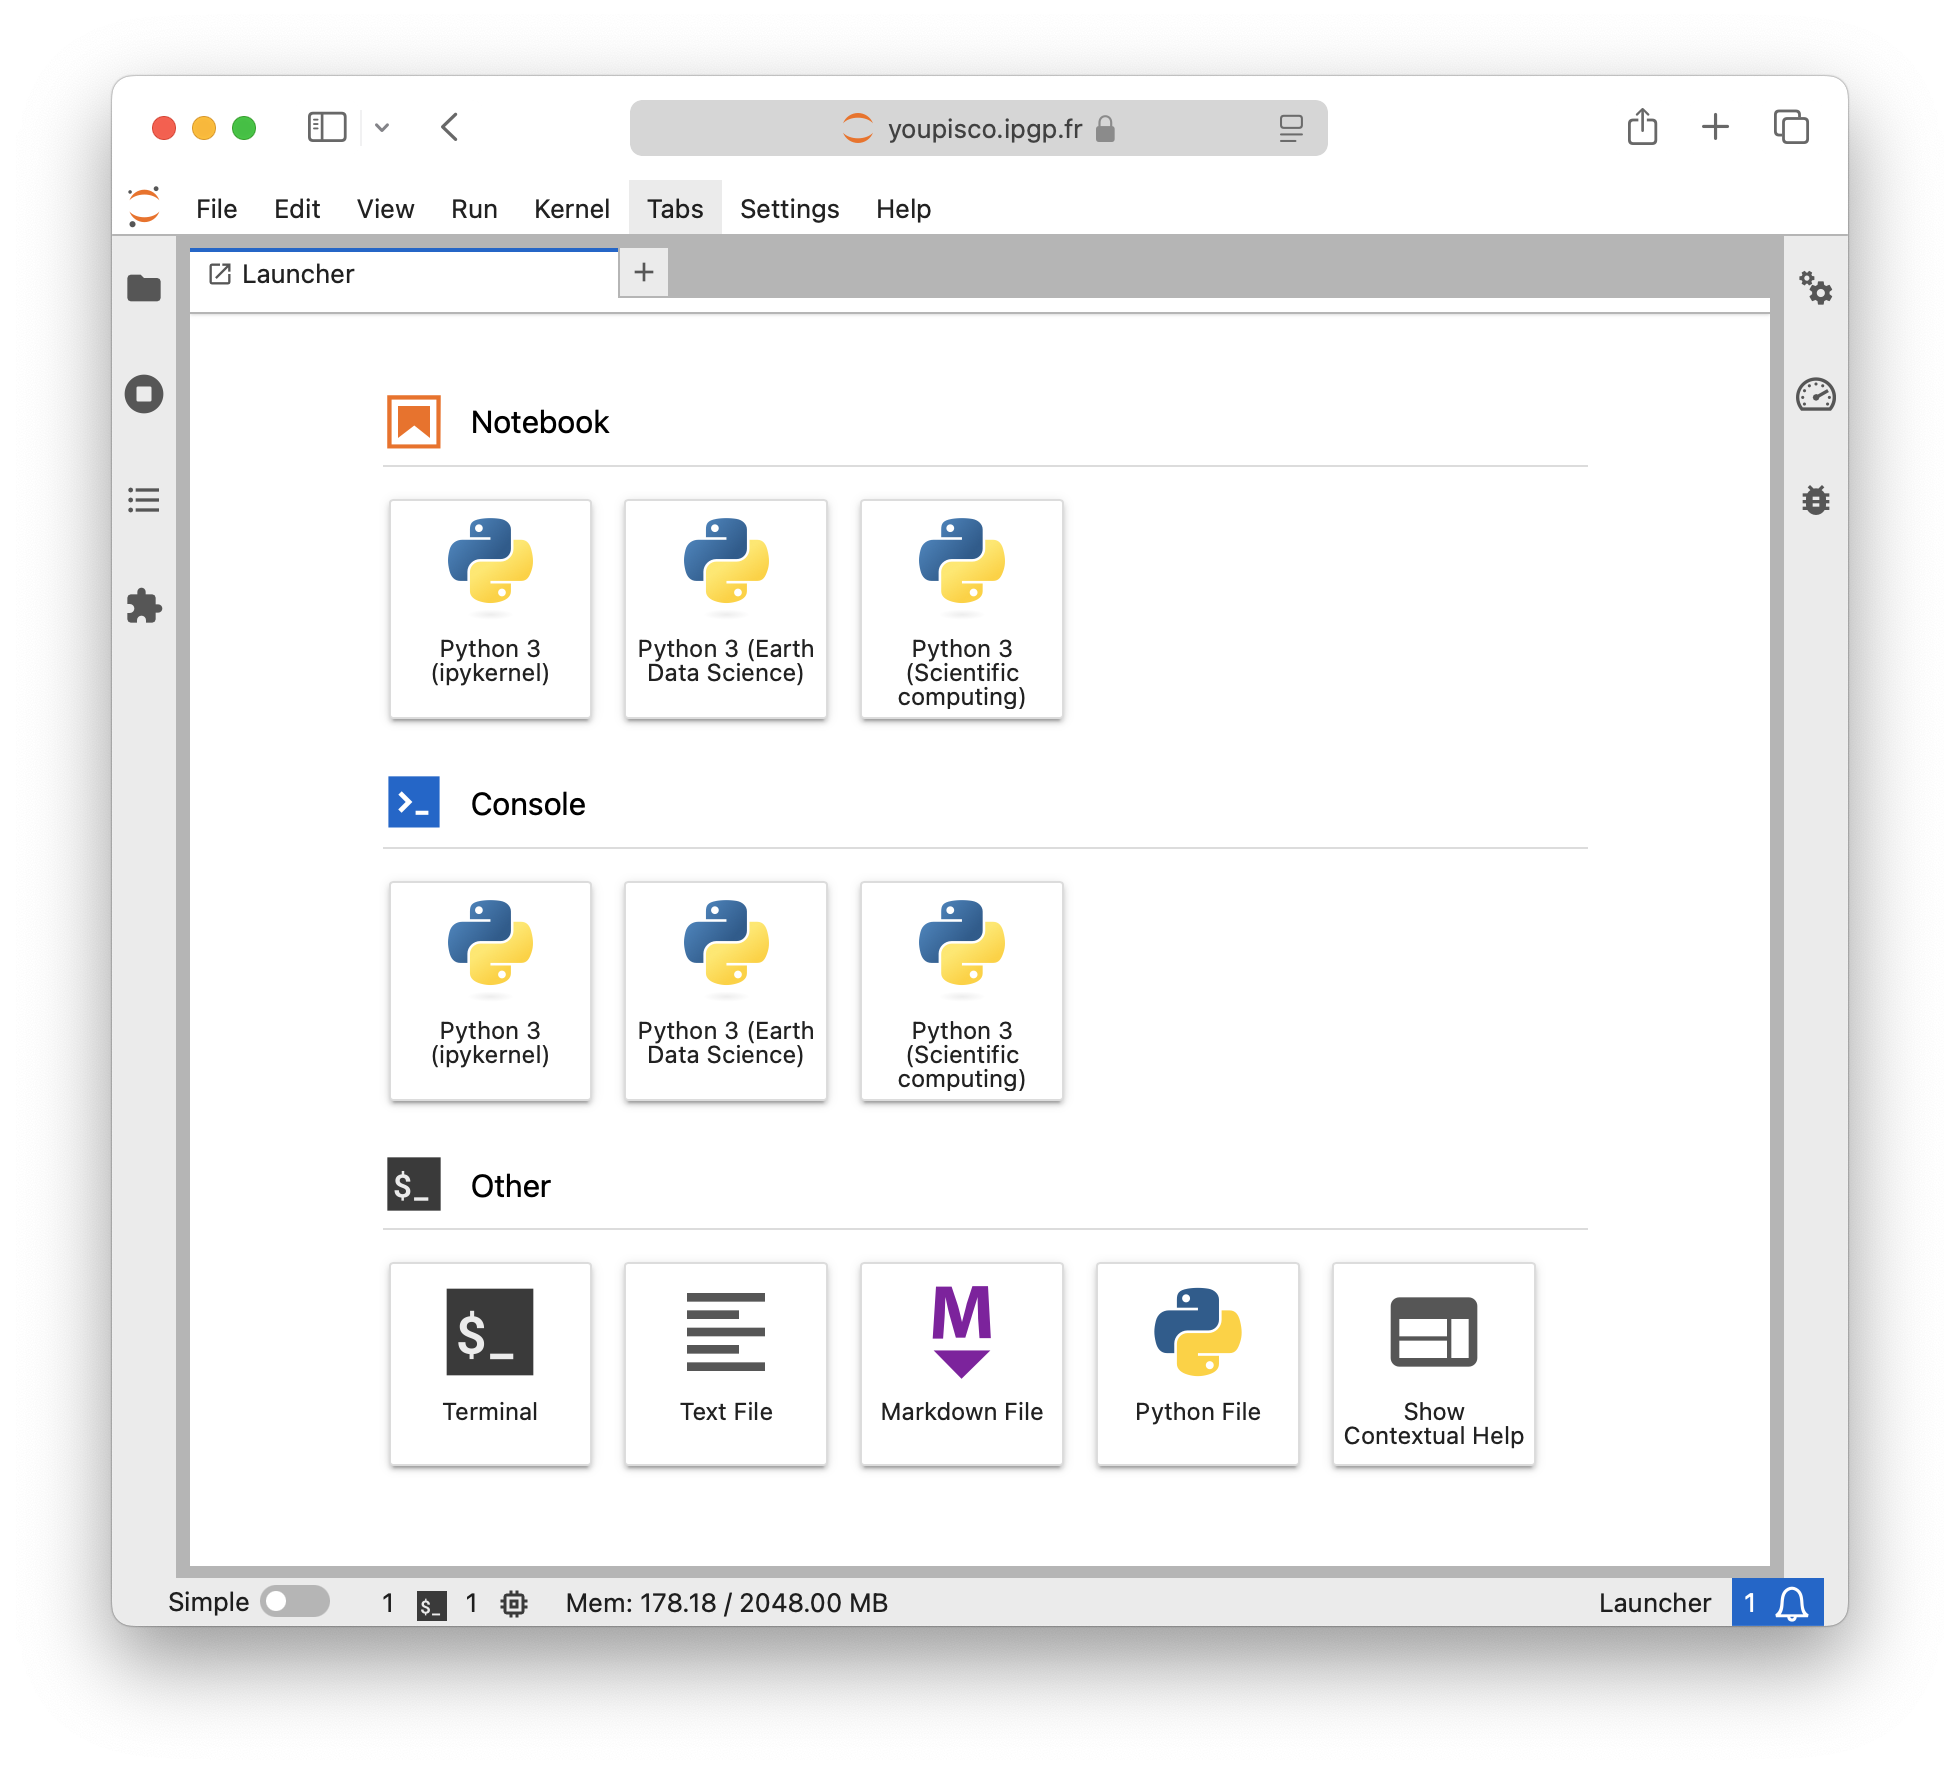 youpisco.ipgp.fr
File Edit View Run Kernel Tabs Settings Help
Launcher
Notebook
Python 3
(ipykernel)
Python 3 (Earth
Data Science)
Python 3
(Scientific
computing)
Console
Python 3
(ipykernel)
Python 3 (Earth
Data Science)
Python 3
(Scientific
computing)
$_ Other
$_
Terminal
Text File
M
Markdown File
Python File
Show
Contextual Help
Simple 1 $_ 1 Mem: 178.18 / 2048.00 MB Launcher 1